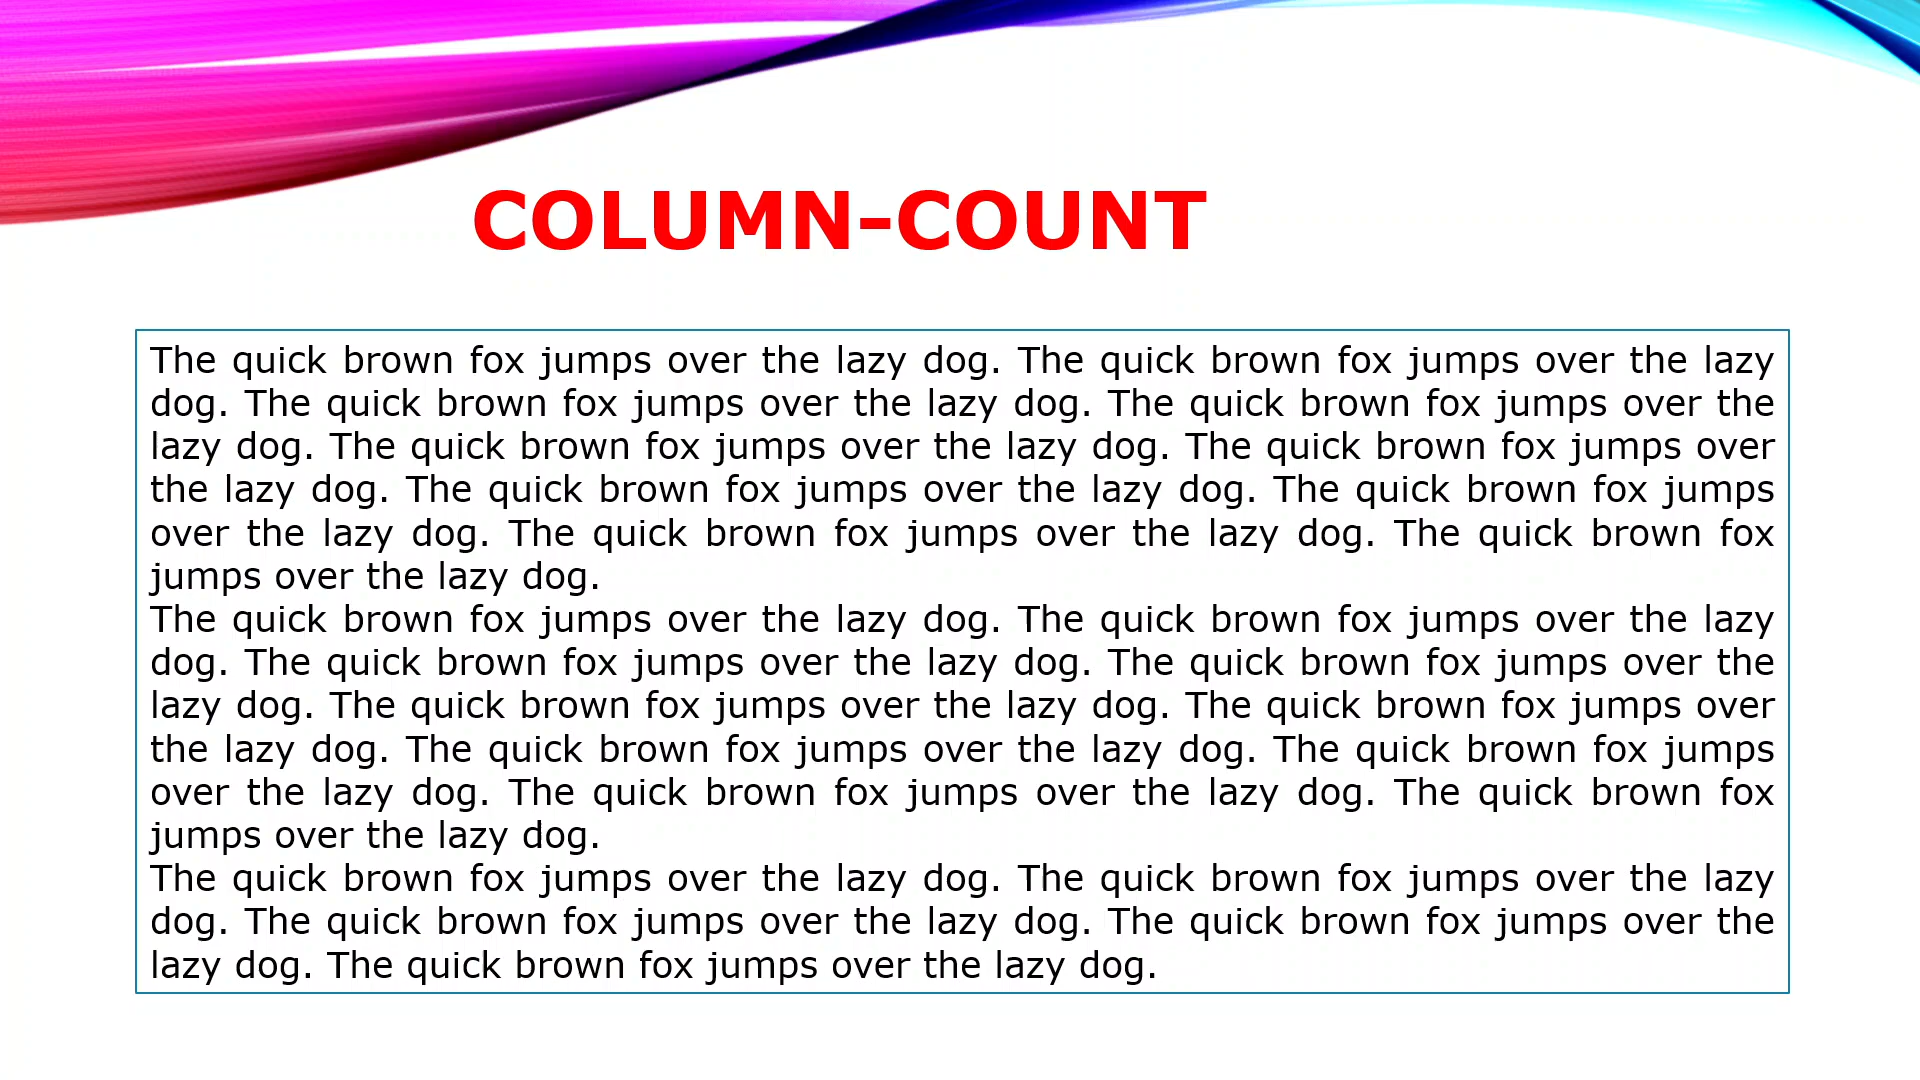 COLUMN-COUNT
The quick brown fox jumps over the lazy dog. The quick brown fox jumps over the lazy
dog. The quick brown fox jumps over the lazy dog. The quick brown fox jumps over the
lazy dog. The quick brown fox jumps over the lazy dog. The quick brown fox jumps over
the lazy dog. The quick brown fox jumps over the lazy dog. The quick brown fox jumps
over the lazy dog. The quick brown fox jumps over the lazy dog. The quick brown fox
jumps over the lazy dog.
The quick brown fox jumps over the lazy dog. The quick brown fox jumps over the lazy
dog. The quick brown fox jumps over the lazy dog. The quick brown fox jumps over the
lazy dog. The quick brown fox jumps over the lazy dog. The quick brown fox jumps over
the lazy dog. The quick brown fox jumps over the lazy dog. The quick brown fox jumps
over the lazy dog. The quick brown fox jumps over the lazy dog. The quick brown fox
jumps over the lazy dog.
The quick brown fox jumps over the lazy dog. The quick brown fox jumps over the lazy
dog. The quick brown fox jumps over the lazy dog. The quick brown fox jumps over the
lazy dog. The quick brown fox jumps over the lazy dog.